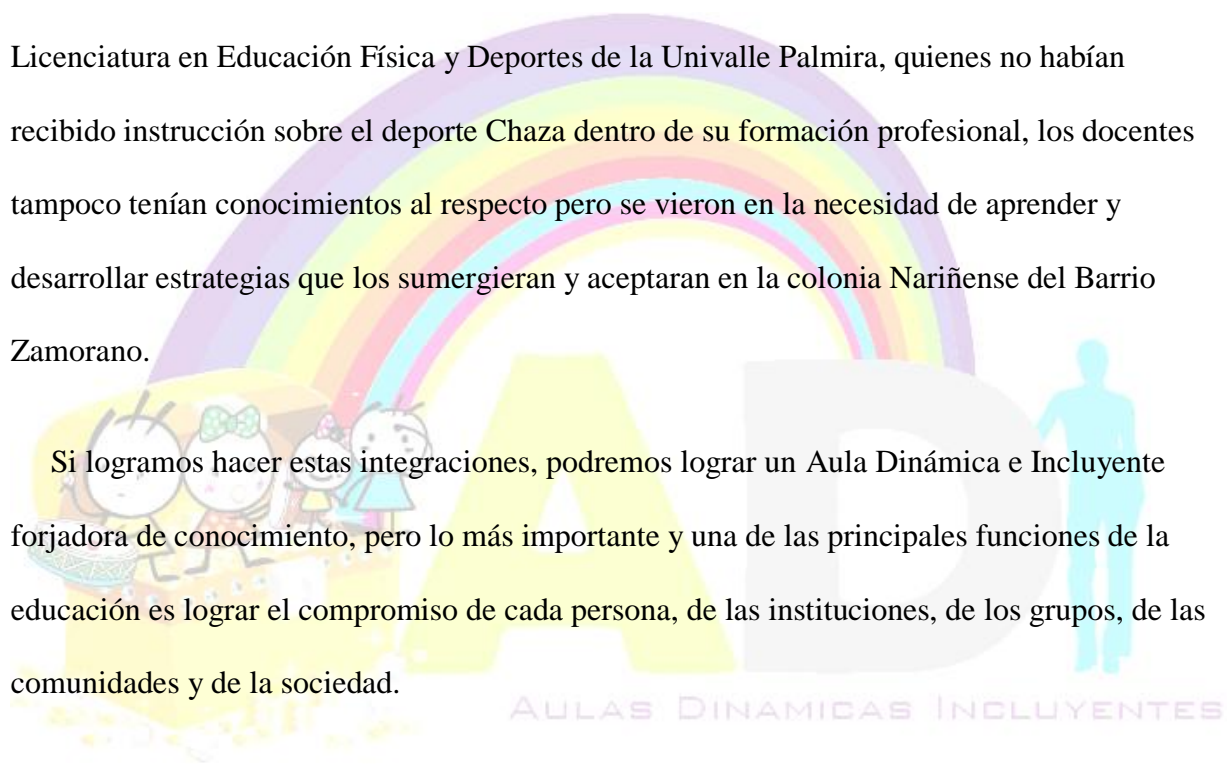 Licenciatura en Educación Física y Deportes de la Univalle Palmira, quienes no habían
recibido instrucción sobre el deporte Chaza dentro de su formación profesional, los docentes
tampoco tenían conocimientos al respecto pero se vieron en la necesidad de aprender y
desarrollar estrategias que los sumergieran y aceptaran en la colonia Nariñense del Barrio
Zamorano.
Si logramos hacer estas integraciones, podremos lograr un Aula Dinámica e Incluyente
forjadora de conocimiento, pero lo más importante y una de las principales funciones de la
educación es lograr el compromiso de cada persona, de las instituciones, de los grupos, de las
comunidades y de la sociedad.
AD
AULAS DINAMICAS INCLUYENTES